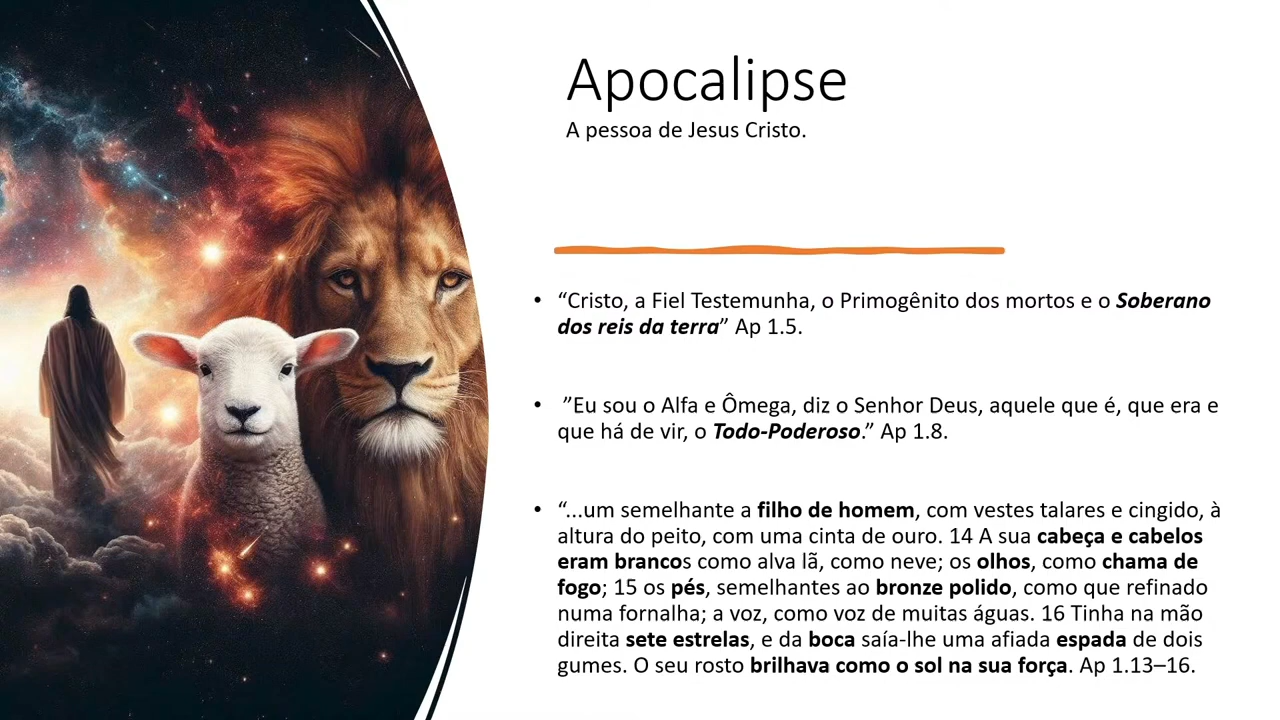 Apocalipse
A pessoa de Jesus Cristo.
• “Cristo, a Fiel Testemunha, o Primogênito dos mortos e o Soberano
dos reis da terra” Ap 1.5.
• ”Eu sou o Alfa e Ômega, diz o Senhor Deus, aquele que é, que era e
que há de vir, o Todo-Poderoso.” Ap 1.8.
• “...um semelhante a filho de homem, com vestes talares e cingido, à
altura do peito, com uma cinta de ouro. 14 A sua cabeça e cabelos
eram brancos como alva lã, como neve; os olhos, como chama de
fogo; 15 os pés, semelhantes ao bronze polido, como que refinado
numa fornalha; a voz, como voz de muitas águas. 16 Tinha na mão
direita sete estrelas, e da boca saía-lhe uma afiada espada de dois
gumes. O seu rosto brilhava como o sol na sua força. Ap 1.13–16.